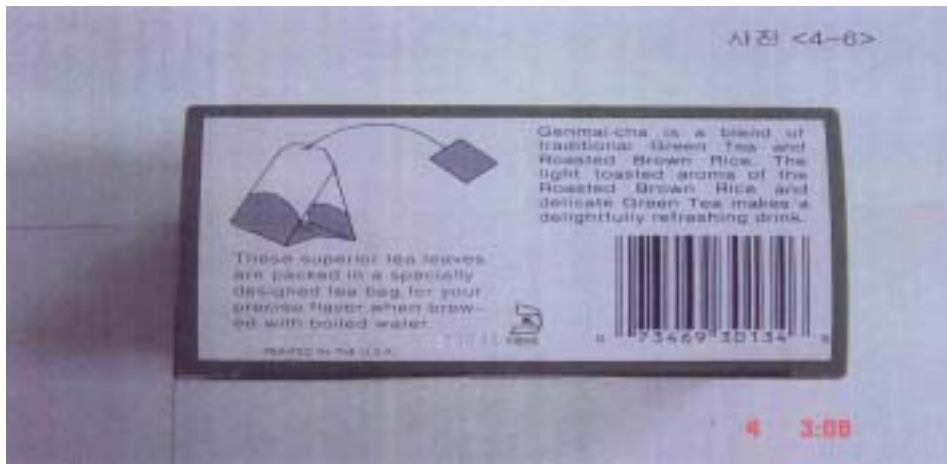 사진 <4-6>
Genmai-cha is a blend of
traditional Green Tea and
Roasted Brown Rice. The
light toasted aroma of the
Roasted Brown Rice and
delicate Green Tea makes a
delightfully refreshing drink.
These superior tea leaves
are packed in a specially
designed tea bag for your
precise flavor when brew-
ed with boiled water.
PRINTED IN THE U.S.A.
0 73469 30134
4 3:08